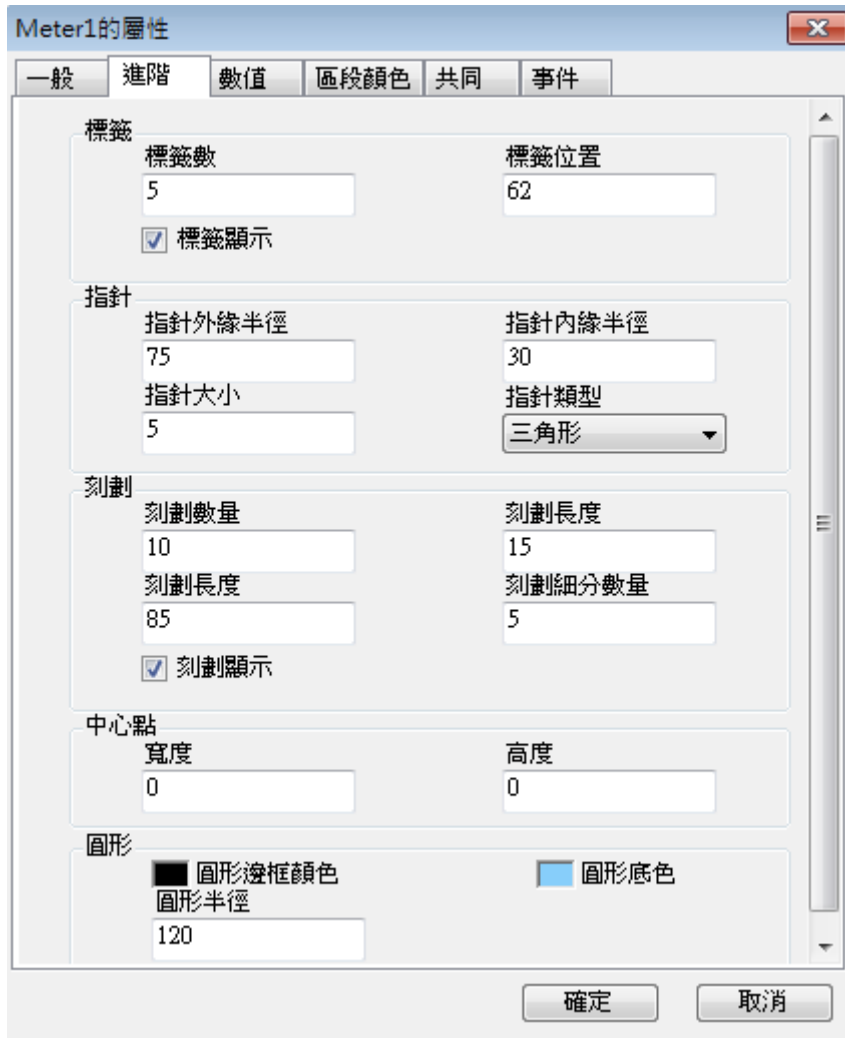 Meter1的屬性
一般 進階 數值 區段顏色 共同 事件
標籤
標籤數 標籤位置
5 62
標籤顯示
指針
指針外緣半徑 指針內緣半徑
75 30
指針大小 指針類型
5 三角形
刻劃
刻劃數量 刻劃長度
10 15
刻劃長度 刻劃細分數量
85 5
刻劃顯示
中心點
寬度 高度
0 0
圓形
圓形邊框顏色 圓形底色
圓形半徑
120
確定 取消